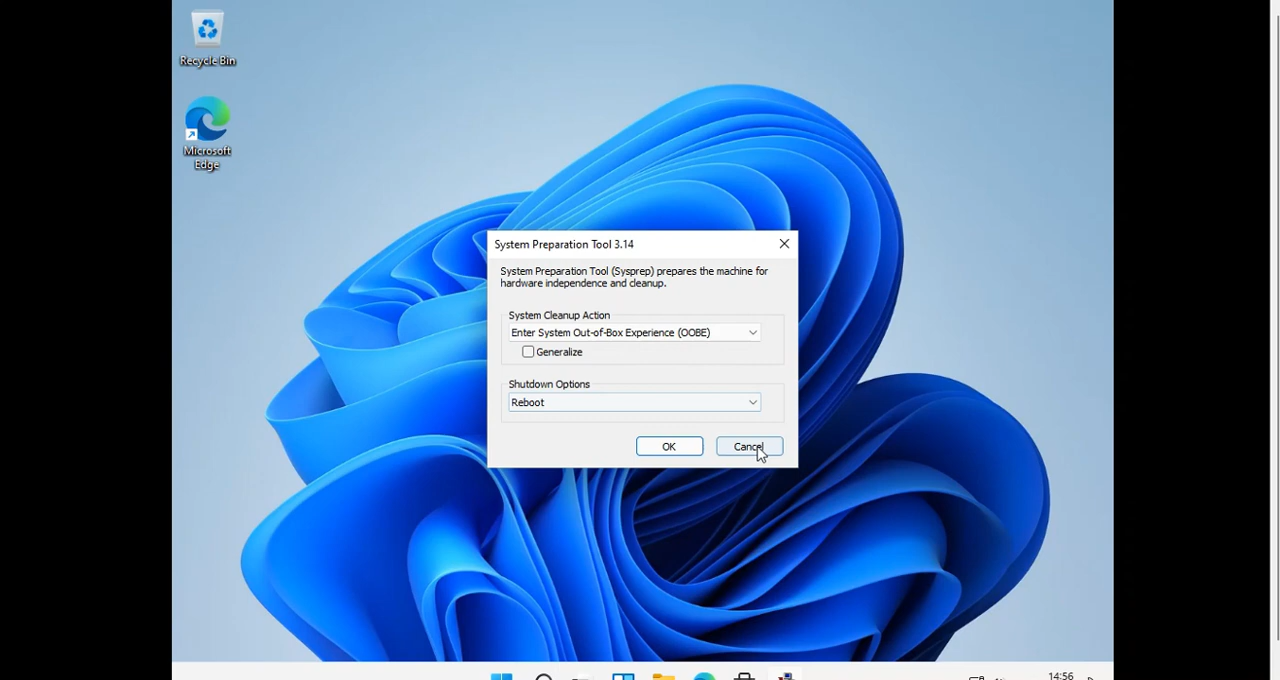 Recycle Bin
Microsoft
Edge
System Preparation Tool 3.14
System Preparation Tool (Sysprep) prepares the machine for
hardware independence and cleanup.
System Cleanup Action
Enter System Out-of-Box Experience (OOBE)
Generalize
Shutdown Options
Reboot
OK
Cancel
14:56